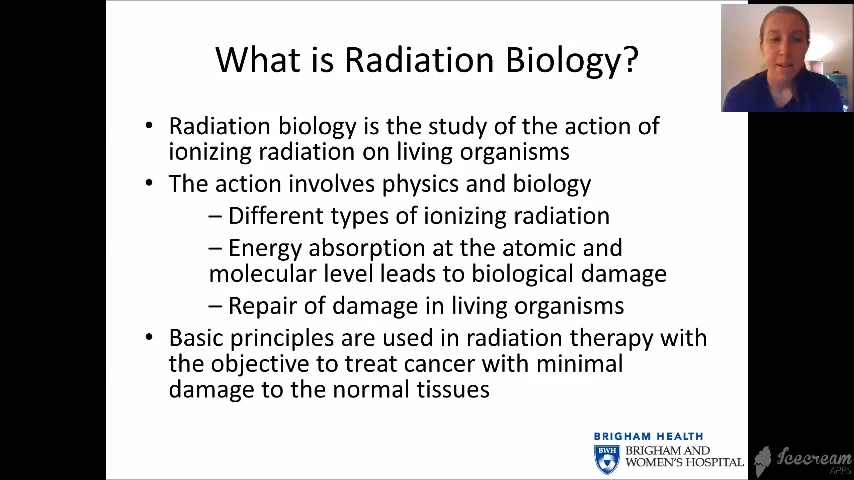 What is Radiation Biology?
• Radiation biology is the study of the action of
ionizing radiation on living organisms
• The action involves physics and biology
– Different types of ionizing radiation
– Energy absorption at the atomic and
molecular level leads to biological damage
– Repair of damage in living organisms
• Basic principles are used in radiation therapy with
the objective to treat cancer with minimal
damage to the normal tissues
BRIGHAM HEALTH
BWH
BRIGHAM AND
WOMEN'S HOSPITAL
Icecream
APPS